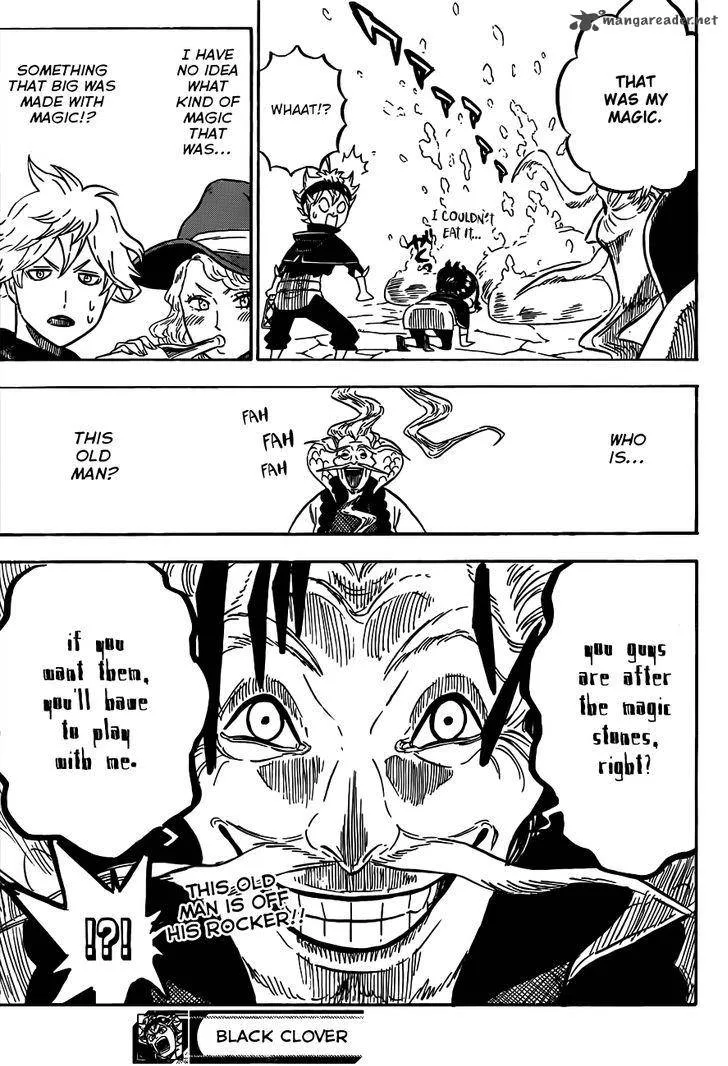 mangareader.net
THAT
WAS MY
MAGIC.
WHAAT!?
I COULDN'T
EAT IT...
I HAVE
NO IDEA
WHAT
KIND OF
MAGIC
THAT
WAS...
SOMETHING
THAT BIG WAS
MADE WITH
MAGIC!?
WHO
IS...
FAH
FAH
FAH
THIS
OLD
MAN?
you guys
are after
the magic
stones,
right?
if you
want them,
you'll have
to play
with me.
THIS OLD
MAN IS OFF
HIS ROCKER!!
!?!
BLACK CLOVER